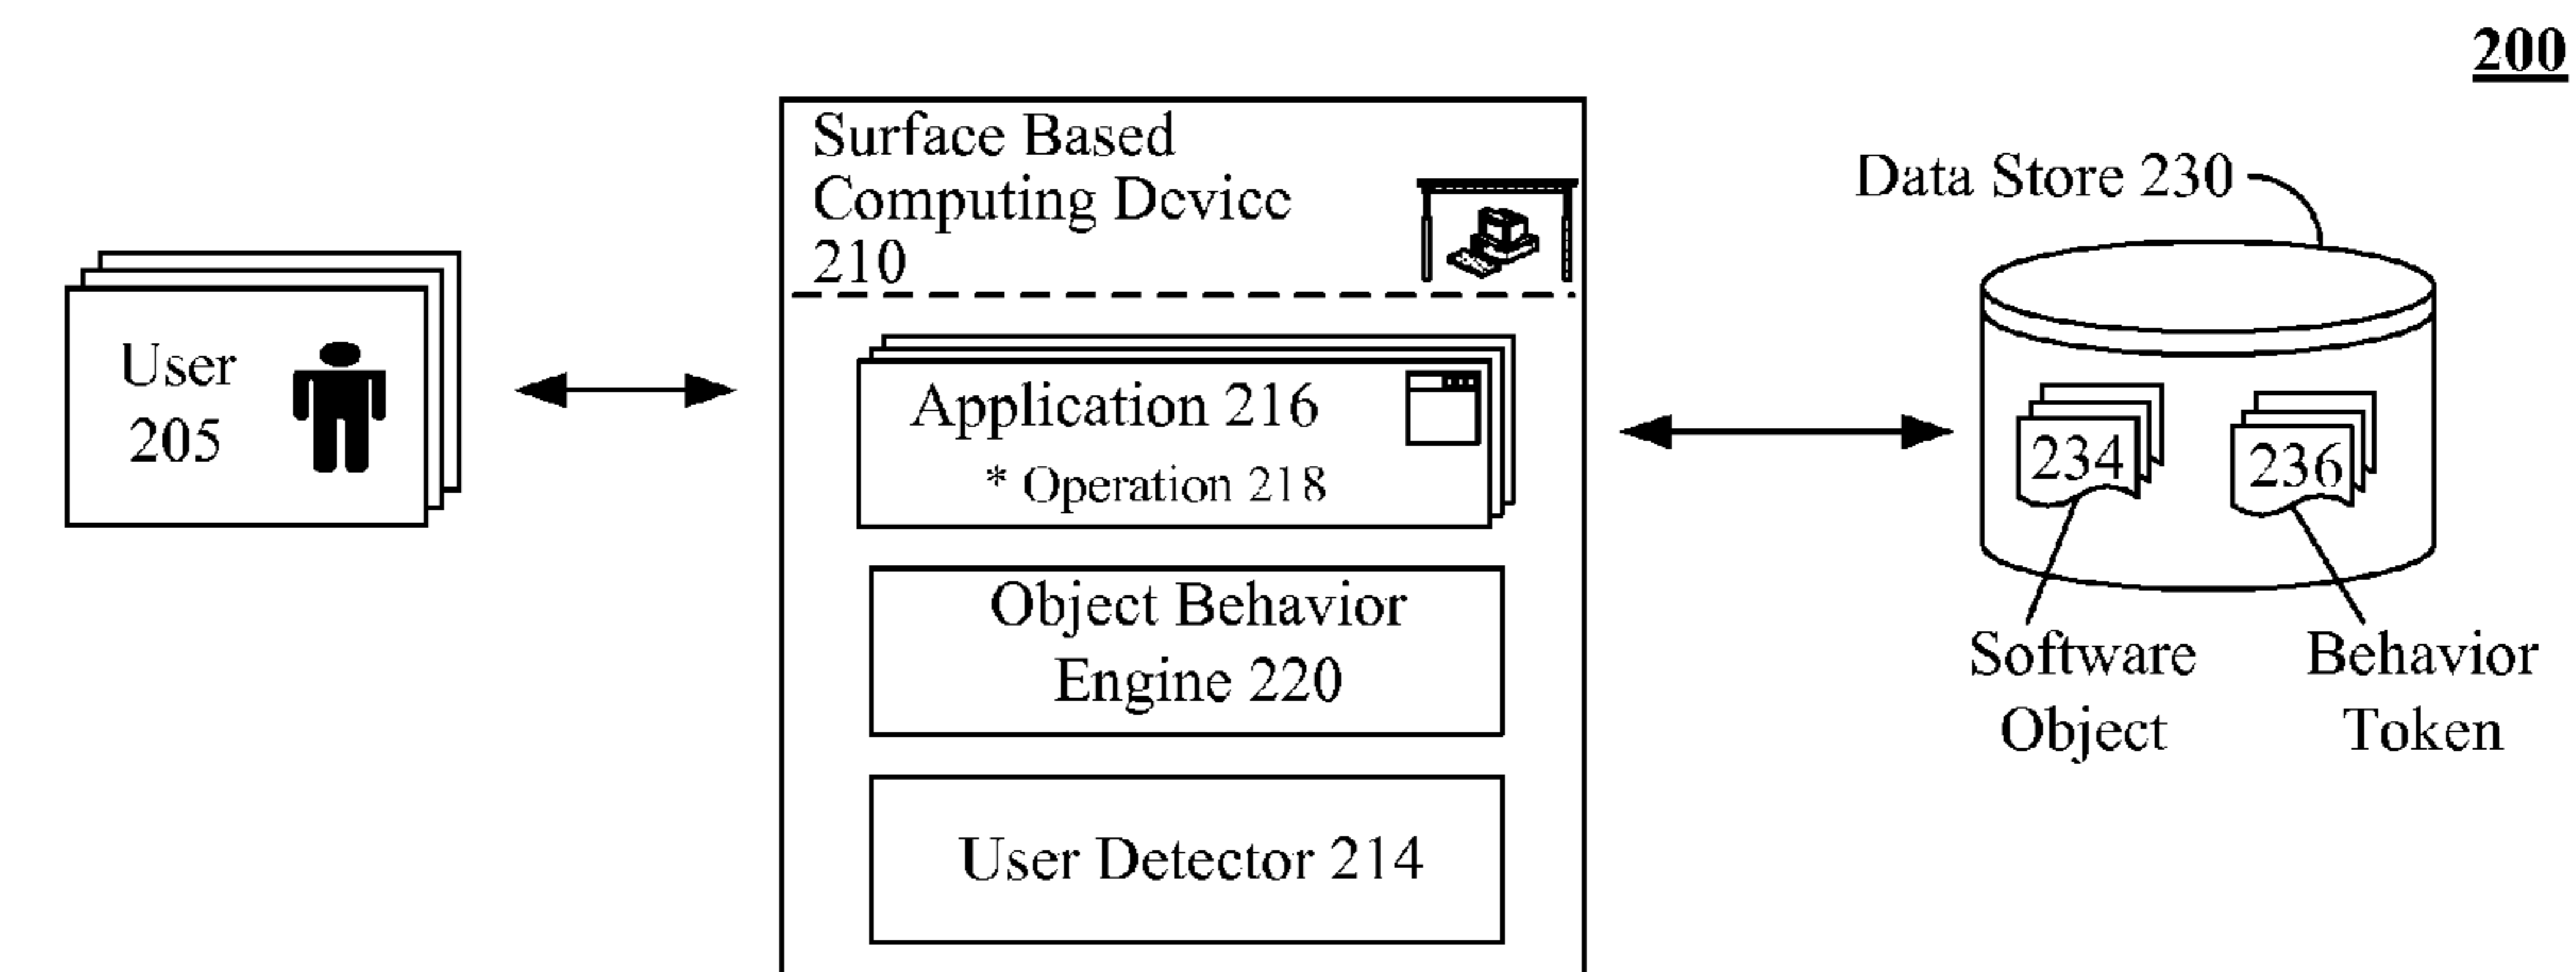 200
Surface Based
Computing Device
210
Data Store 230
User
205
Application 216
* Operation 218
234
236
Object Behavior
Engine 220
Software
Object
Behavior
Token
User Detector 214